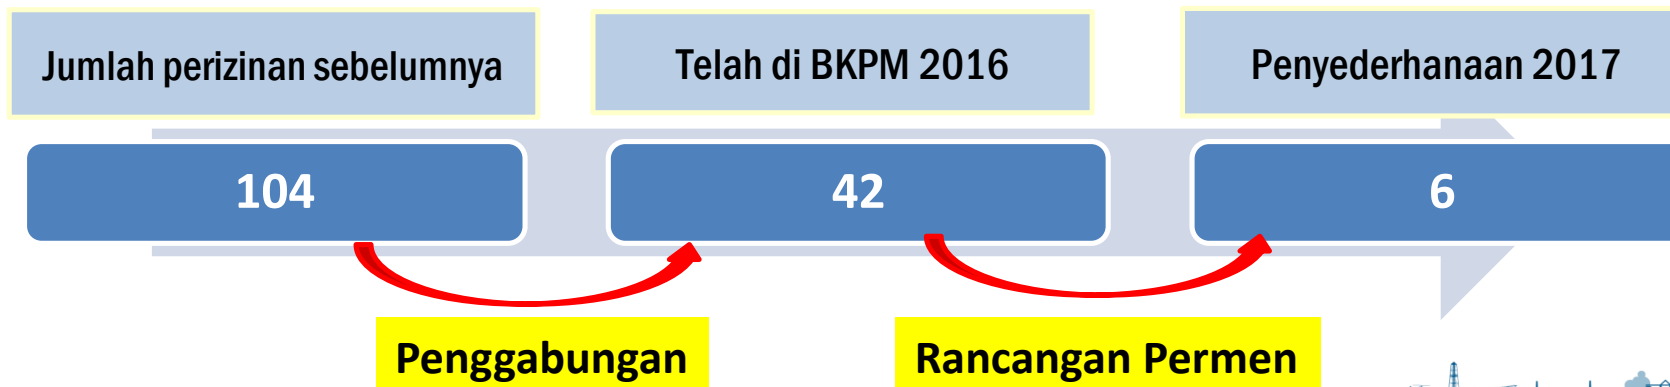 Jumlah perizinan sebelumnya
Telah di BKPM 2016
Penyederhanaan 2017
104
42
6
Penggabungan
Rancangan Permen